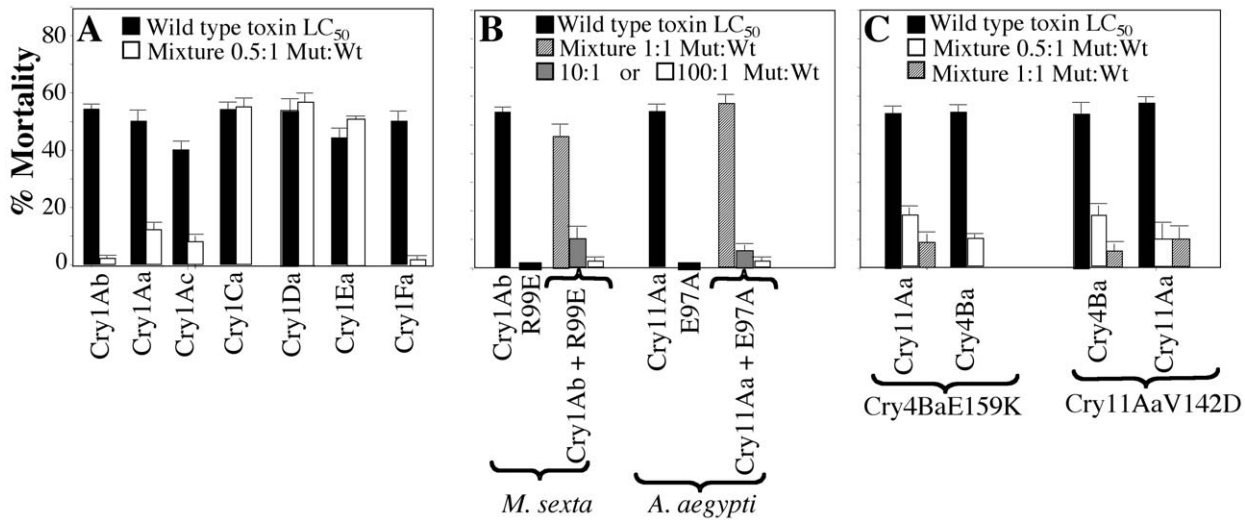 A
Wild type toxin LC50
Mixture 0.5:1 Mut:Wt
% Mortality
80
60
40
20
0
Cry1Ab
Cry1Aa
Cry1Ac
Cry1Ca
Cry1Da
Cry1Ea
Cry1Fa
B
Wild type toxin LC50
Mixture 1:1 Mut:Wt
10:1 or 100:1 Mut:Wt
Cry1Ab
R99E
Cry1Ab + R99E
Cry11Aa
E97A
Cry11Aa + E97A
M. sexta
A. aegypti
C
Wild type toxin LC50
Mixture 0.5:1 Mut:Wt
Mixture 1:1 Mut:Wt
Cry11Aa
Cry4Ba
Cry4Ba
Cry11Aa
Cry4BaE159K
Cry11AaV142D